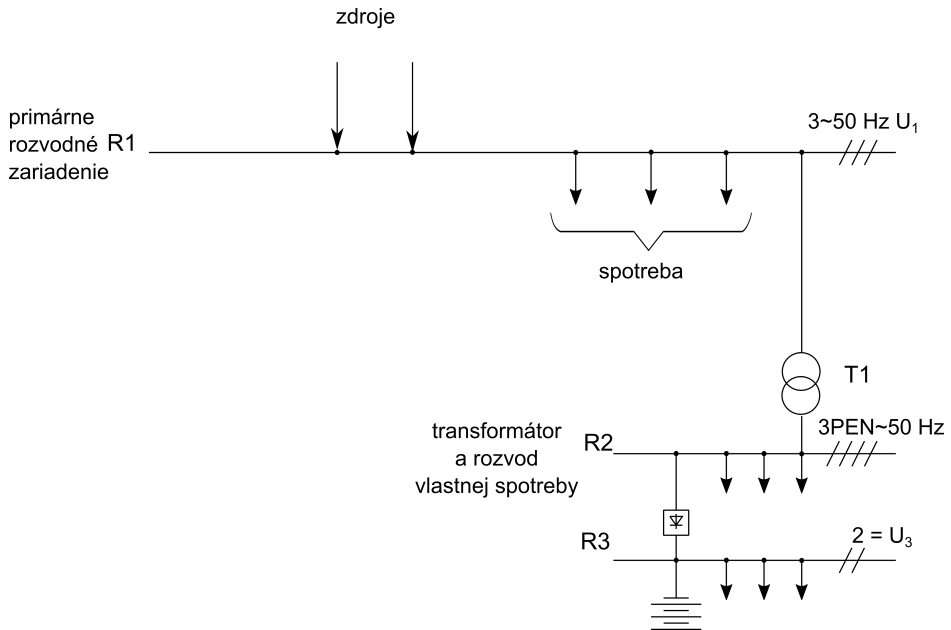 zdroje
primárne
rozvodné R1
zariadenie
3~50 Hz U₁
spotreba
T1
3PEN~50 Hz
transformátor
a rozvod
vlastnej spotreby
R2
R3
2 = U₃